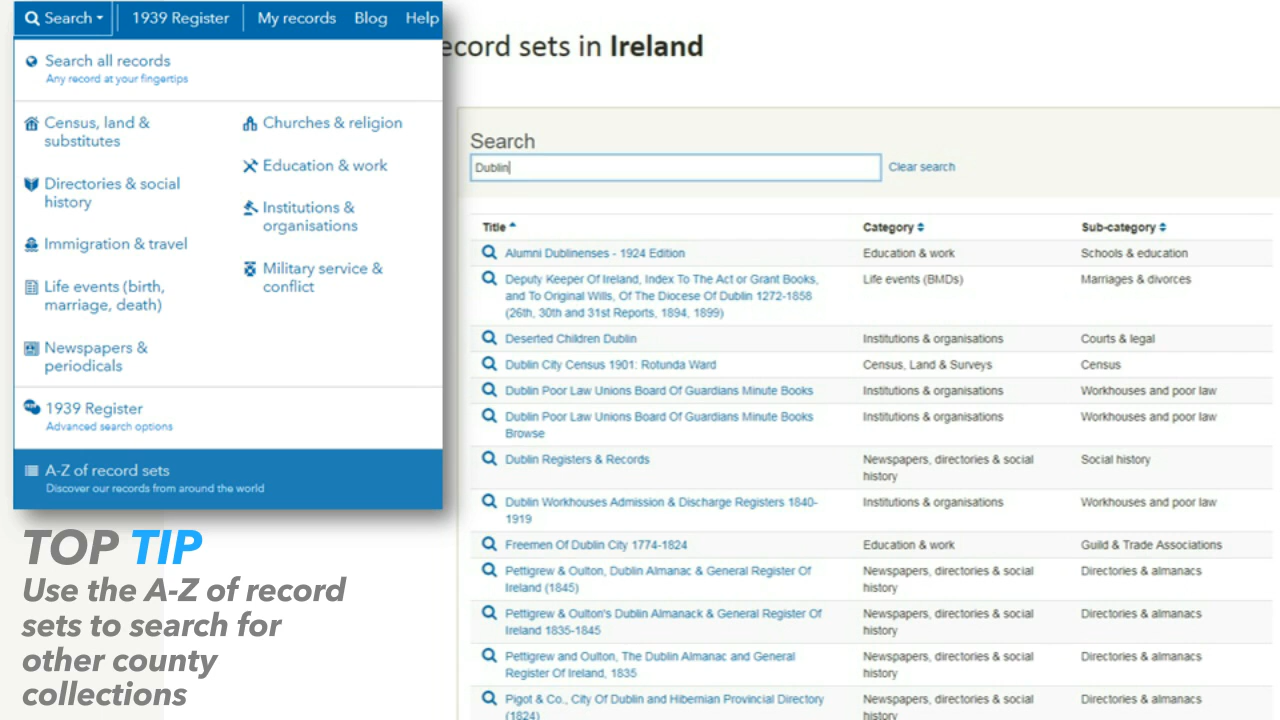 Search
1939 Register
My records
Blog
Help
Search all records
Any record at your fingertips
Census, land &
substitutes
Directories & social
history
Immigration & travel
Life events (birth,
marriage, death)
Newspapers &
periodicals
Churches & religion
Education & work
Institutions &
organisations
Military service &
conflict
1939 Register
Advanced search options
A-Z of record sets
Discover our records from around the world
TOP TIP
Use the A-Z of record
sets to search for
other county
collections
ecord sets in Ireland
Search
Dublin
Clear search
Title Category Sub-category
Alumni Dublinenses - 1924 Edition Education & work Schools & education
Deputy Keeper Of Ireland, Index To The Act or Grant Books, Life events (BMDs) Marriages & divorces
and To Original Wills, Of The Diocese Of Dublin 1272-1858
(26th, 30th and 31st Reports, 1894, 1899)
Deserted Children Dublin Institutions & organisations Courts & legal
Dublin City Census 1901: Rotunda Ward Census, Land & Surveys Census
Dublin Poor Law Unions Board Of Guardians Minute Books Institutions & organisations Workhouses and poor law
Dublin Poor Law Unions Board Of Guardians Minute Books Institutions & organisations Workhouses and poor law
Browse
Dublin Registers & Records Newspapers, directories & social Social history
history
Dublin Workhouses Admission & Discharge Registers 1840- Institutions & organisations Workhouses and poor law
1919
Freemen Of Dublin City 1774-1824 Education & work Guild & Trade Associations
Pettigrew & Oulton, Dublin Almanac & General Register Of Newspapers, directories & social Directories & almanacs
Ireland (1845) history
Pettigrew & Oulton's Dublin Almanack & General Register Of Newspapers, directories & social Directories & almanacs
Ireland 1835-1845 history
Pettigrew and Oulton, The Dublin Almanac and General Newspapers, directories & social Directories & almanacs
Register Of Ireland, 1835 history
Pigot & Co., City Of Dublin and Hibernian Provincial Directory Newspapers, directories & social Directories & almanacs
(1824) history